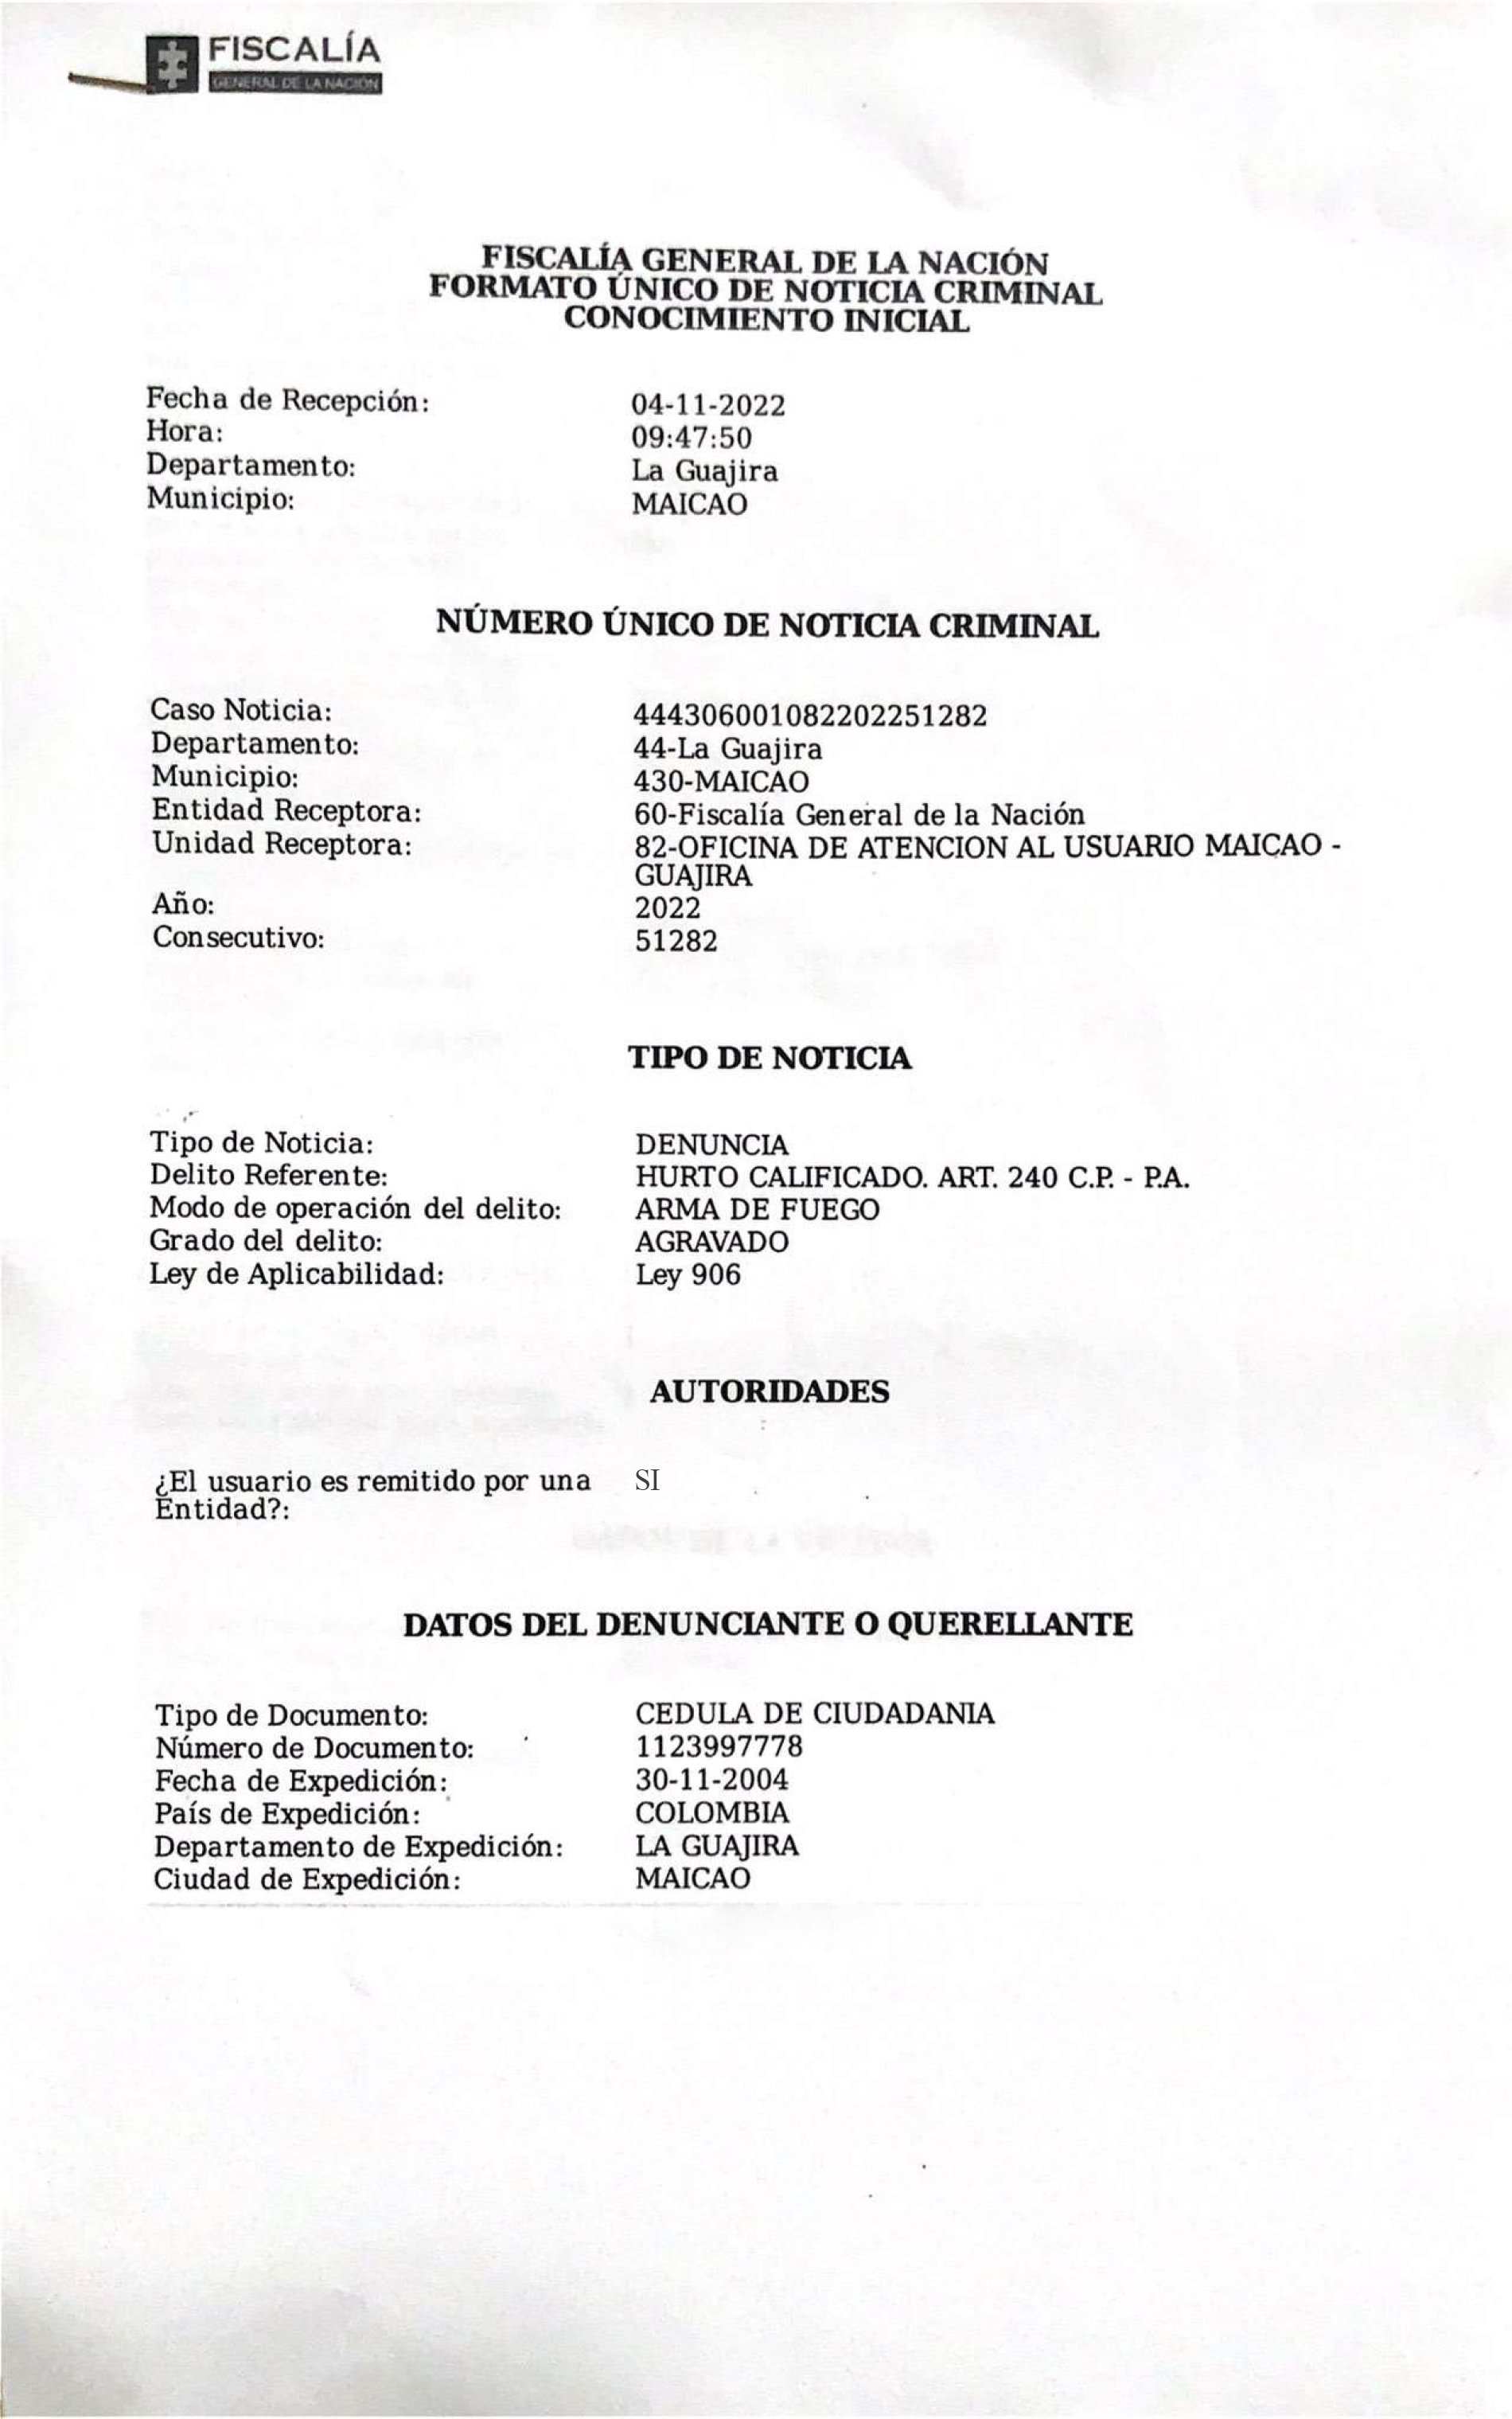 FISCALÍA
GENERAL DE LA NACIÓN
FISCALÍA GENERAL DE LA NACIÓN
FORMATO ÚNICO DE NOTICIA CRIMINAL
CONOCIMIENTO INICIAL
Fecha de Recepción: 04-11-2022
Hora: 09:47:50
Departamento: La Guajira
Municipio: MAICAO
NÚMERO ÚNICO DE NOTICIA CRIMINAL
Caso Noticia: 444306001082202251282
Departamento: 44-La Guajira
Municipio: 430-MAICAO
Entidad Receptora: 60-Fiscalía General de la Nación
Unidad Receptora: 82-OFICINA DE ATENCION AL USUARIO MAICAO -
GUAJIRA
Año: 2022
Consecutivo: 51282
TIPO DE NOTICIA
Tipo de Noticia: DENUNCIA
Delito Referente: HURTO CALIFICADO. ART. 240 C.P. - P.A.
Modo de operación del delito: ARMA DE FUEGO
Grado del delito: AGRAVADO
Ley de Aplicabilidad: Ley 906
AUTORIDADES
¿El usuario es remitido por una SI
Entidad?:
DATOS DEL DENUNCIANTE O QUERELLANTE
Tipo de Documento: CEDULA DE CIUDADANIA
Número de Documento: 1123997778
Fecha de Expedición: 30-11-2004
País de Expedición: COLOMBIA
Departamento de Expedición: LA GUAJIRA
Ciudad de Expedición: MAICAO